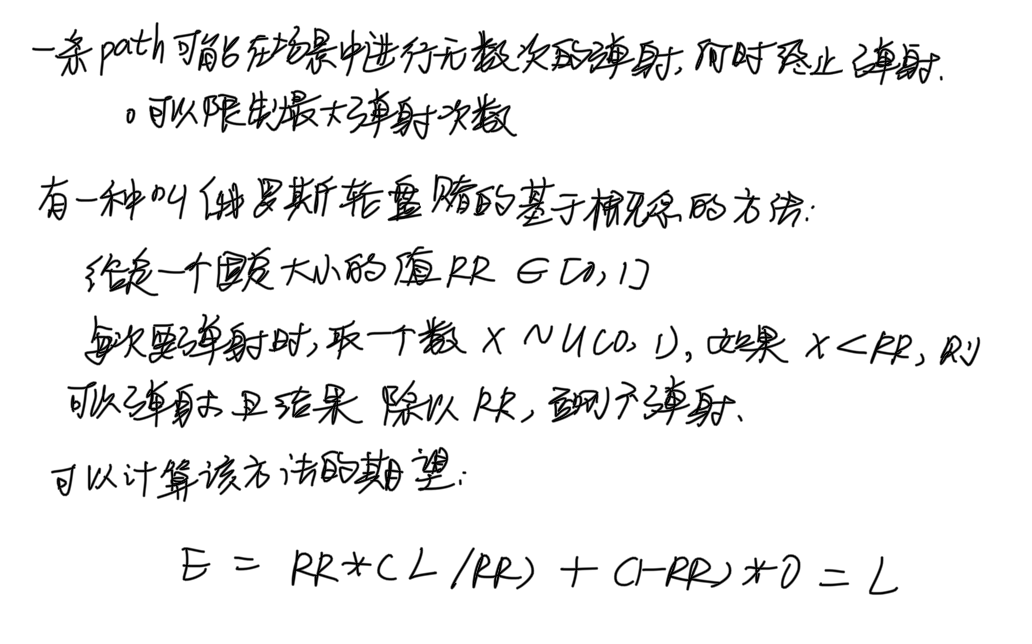 一条path可能在场景中进行无数次的弹射,何时终止弹射.
。可以限制最大弹射次数
有一种叫俄罗斯轮盘赌的基于概念的方法:
给定一个固定大小的值RR ∈ [0,1]
每次要弹射时,取一个数 X ~ U(0, 1), 如果 X < RR, 则
可以弹射且结果 除以 RR, 否则不弹射.
可以计算该方法的期望:
E = RR*( L /RR) + (1-RR)*0 = L